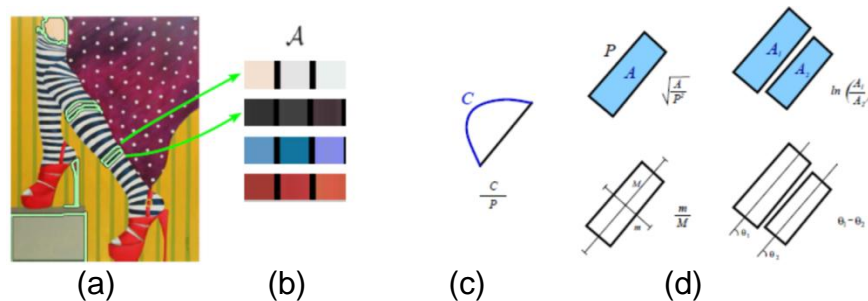 𝒜
C
C/P
P
A
√A/P²
A₁
A₂
ln (A₁/A₂)
M
m
m/M
θ₁
θ₂
θ₁-θ₂
(a)
(b)
(c)
(d)